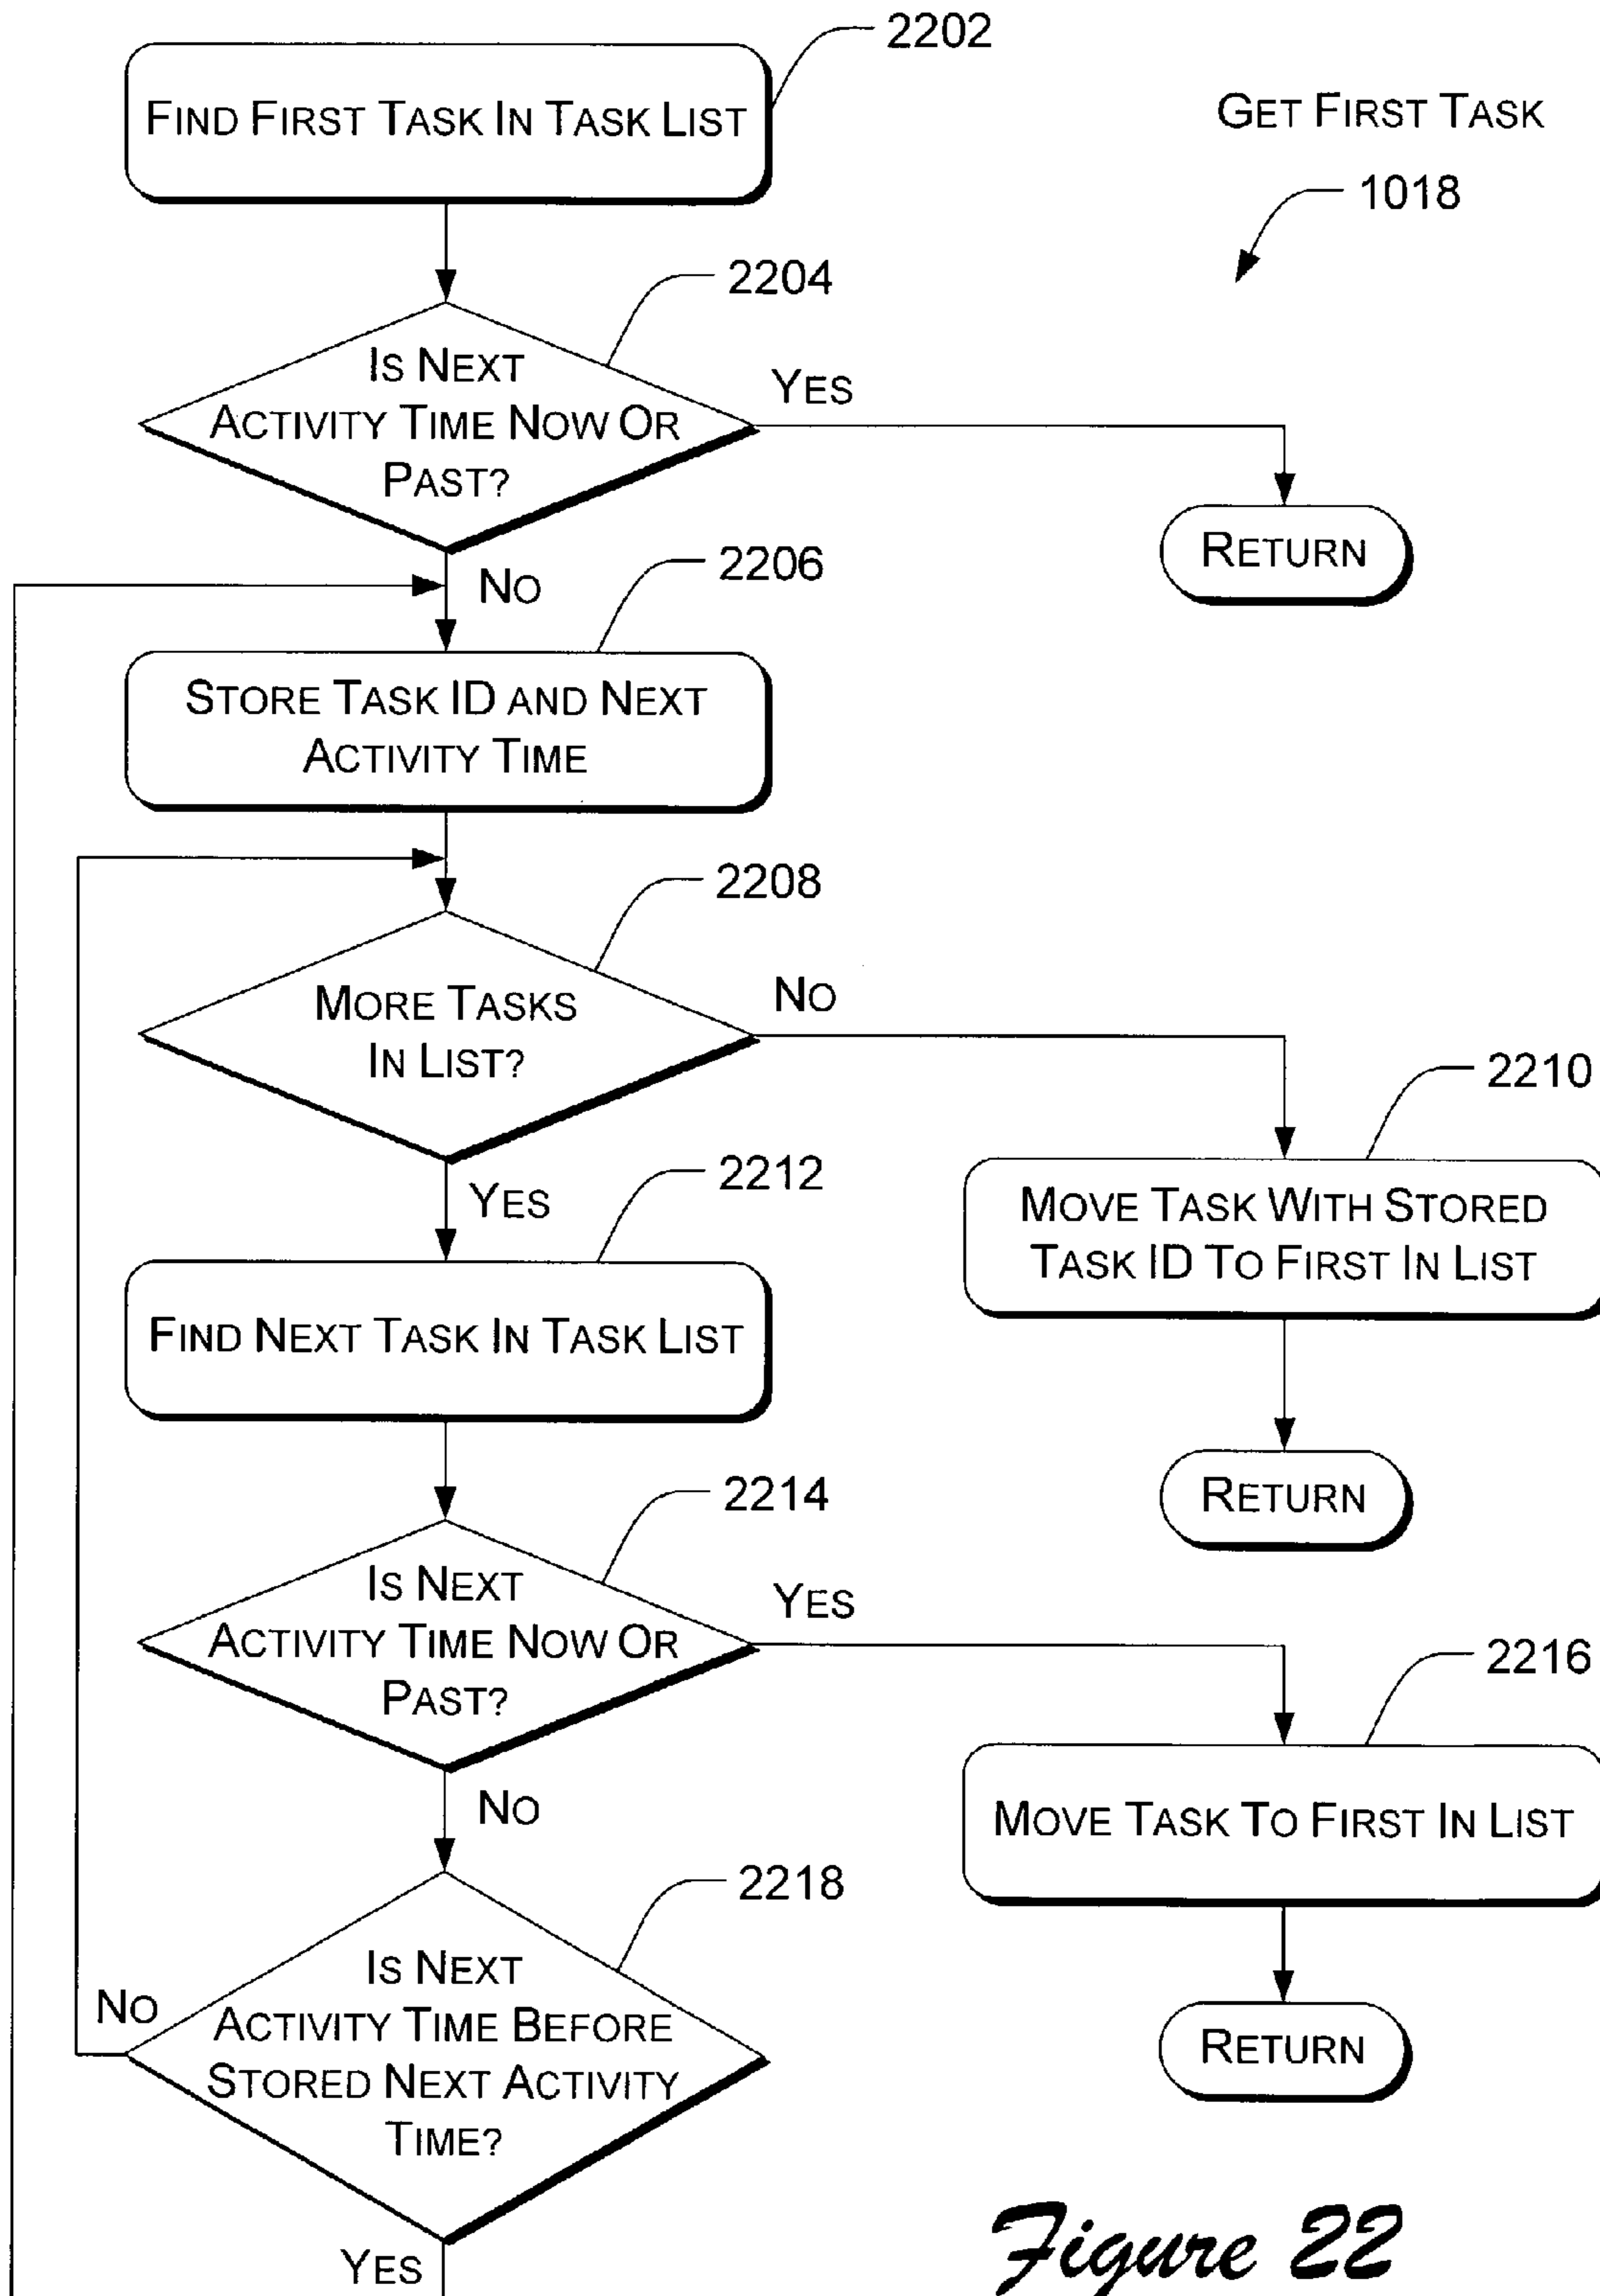 2202
FIND FIRST TASK IN TASK LIST
GET FIRST TASK
1018
2204
IS NEXT
ACTIVITY TIME NOW OR
PAST?
YES
RETURN
NO
2206
STORE TASK ID AND NEXT
ACTIVITY TIME
2208
MORE TASKS
IN LIST?
NO
2210
MOVE TASK WITH STORED
TASK ID TO FIRST IN LIST
RETURN
YES
2212
FIND NEXT TASK IN TASK LIST
2214
IS NEXT
ACTIVITY TIME NOW OR
PAST?
YES
2216
MOVE TASK TO FIRST IN LIST
RETURN
NO
2218
IS NEXT
ACTIVITY TIME BEFORE
STORED NEXT ACTIVITY
TIME?
NO
YES
Figure 22